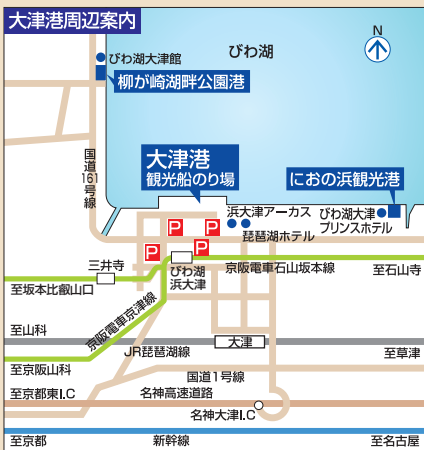 大津港周辺案内
N
びわ湖
びわ湖大津館
柳が崎湖畔公園港
国道161号線
大津港
観光船のり場
におの浜観光港
浜大津アーカス
びわ湖大津
プリンスホテル
琵琶湖ホテル
P
P
P
P
三井寺
びわ湖
浜大津
京阪電車石山坂本線
至坂本比叡山口
至石山寺
京阪電車京津線
至山科
大津
JR琵琶湖線
至草津
至京阪山科
国道1号線
至京都東I.C
名神高速道路
名神大津I.C
至京都
新幹線
至名古屋